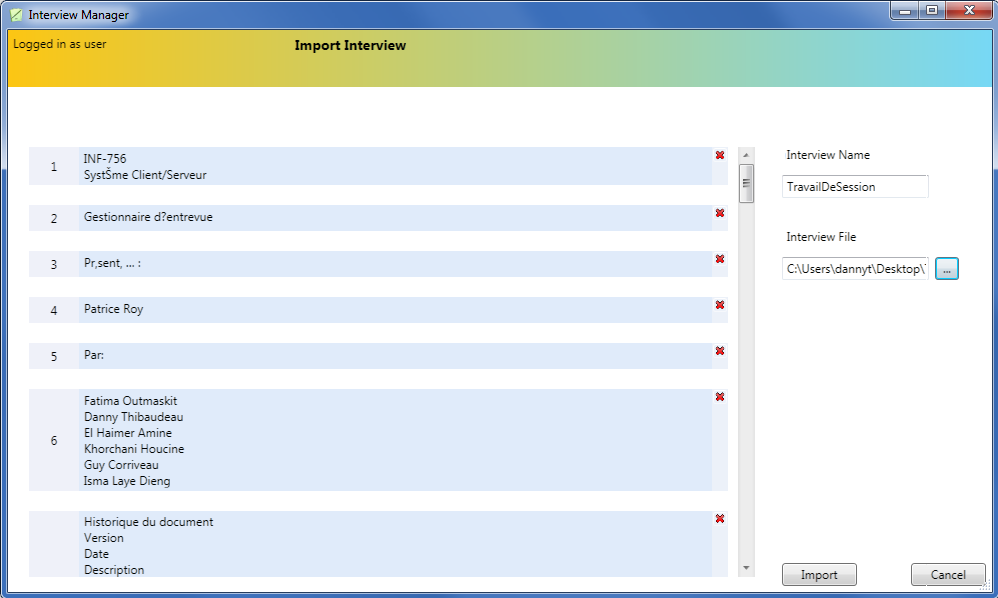 Interview Manager
Logged in as user
Import Interview
1
INF-756
SystŠme Client/Serveur
2
Gestionnaire d?entrevue
3
Pr‚sent‚ … :
4
Patrice Roy
5
Par:
6
Fatima Outmaskit
Danny Thibaudeau
El Haimer Amine
Khorchani Houcine
Guy Corriveau
Isma Laye Dieng
Historique du document
Version
Date
Description
Interview Name
TravailDeSession
Interview File
C:\Users\dannyt\Desktop\
...
Import
Cancel